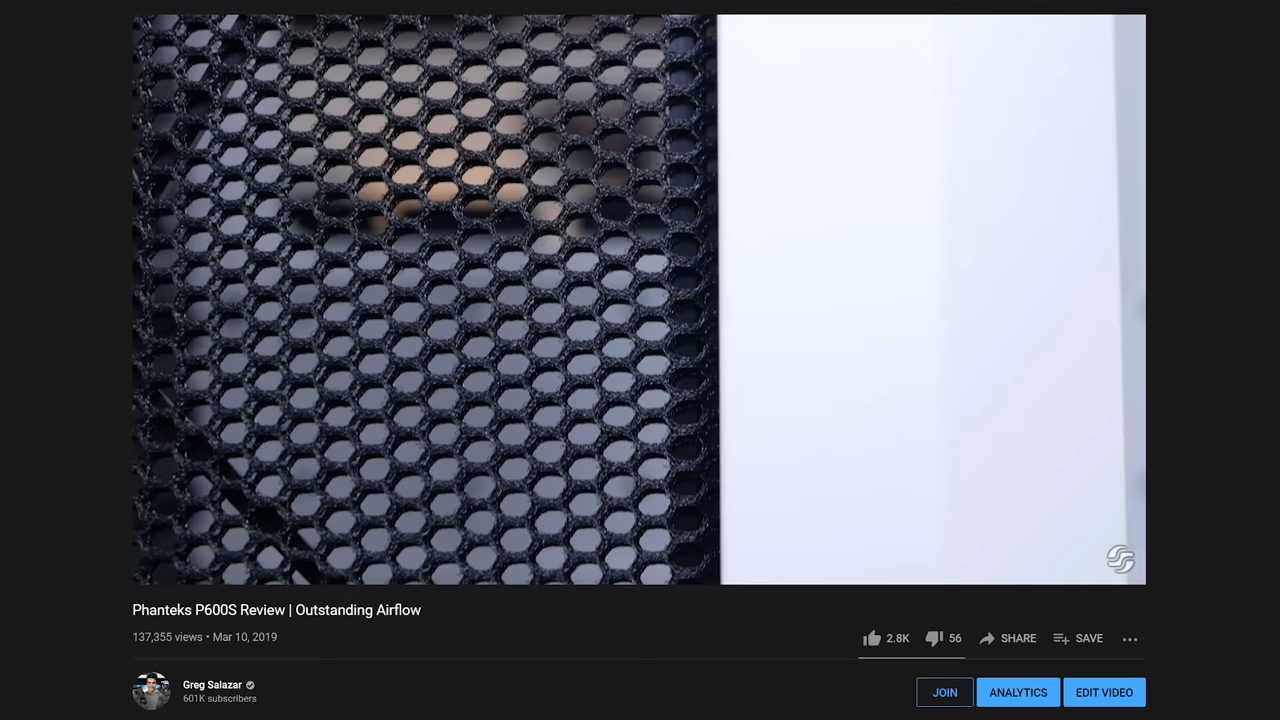 Phanteks P600S Review | Outstanding Airflow
137,355 views • Mar 10, 2019
2.8K 56 SHARE SAVE ...
Greg Salazar
601K subscribers
JOIN ANALYTICS EDIT VIDEO